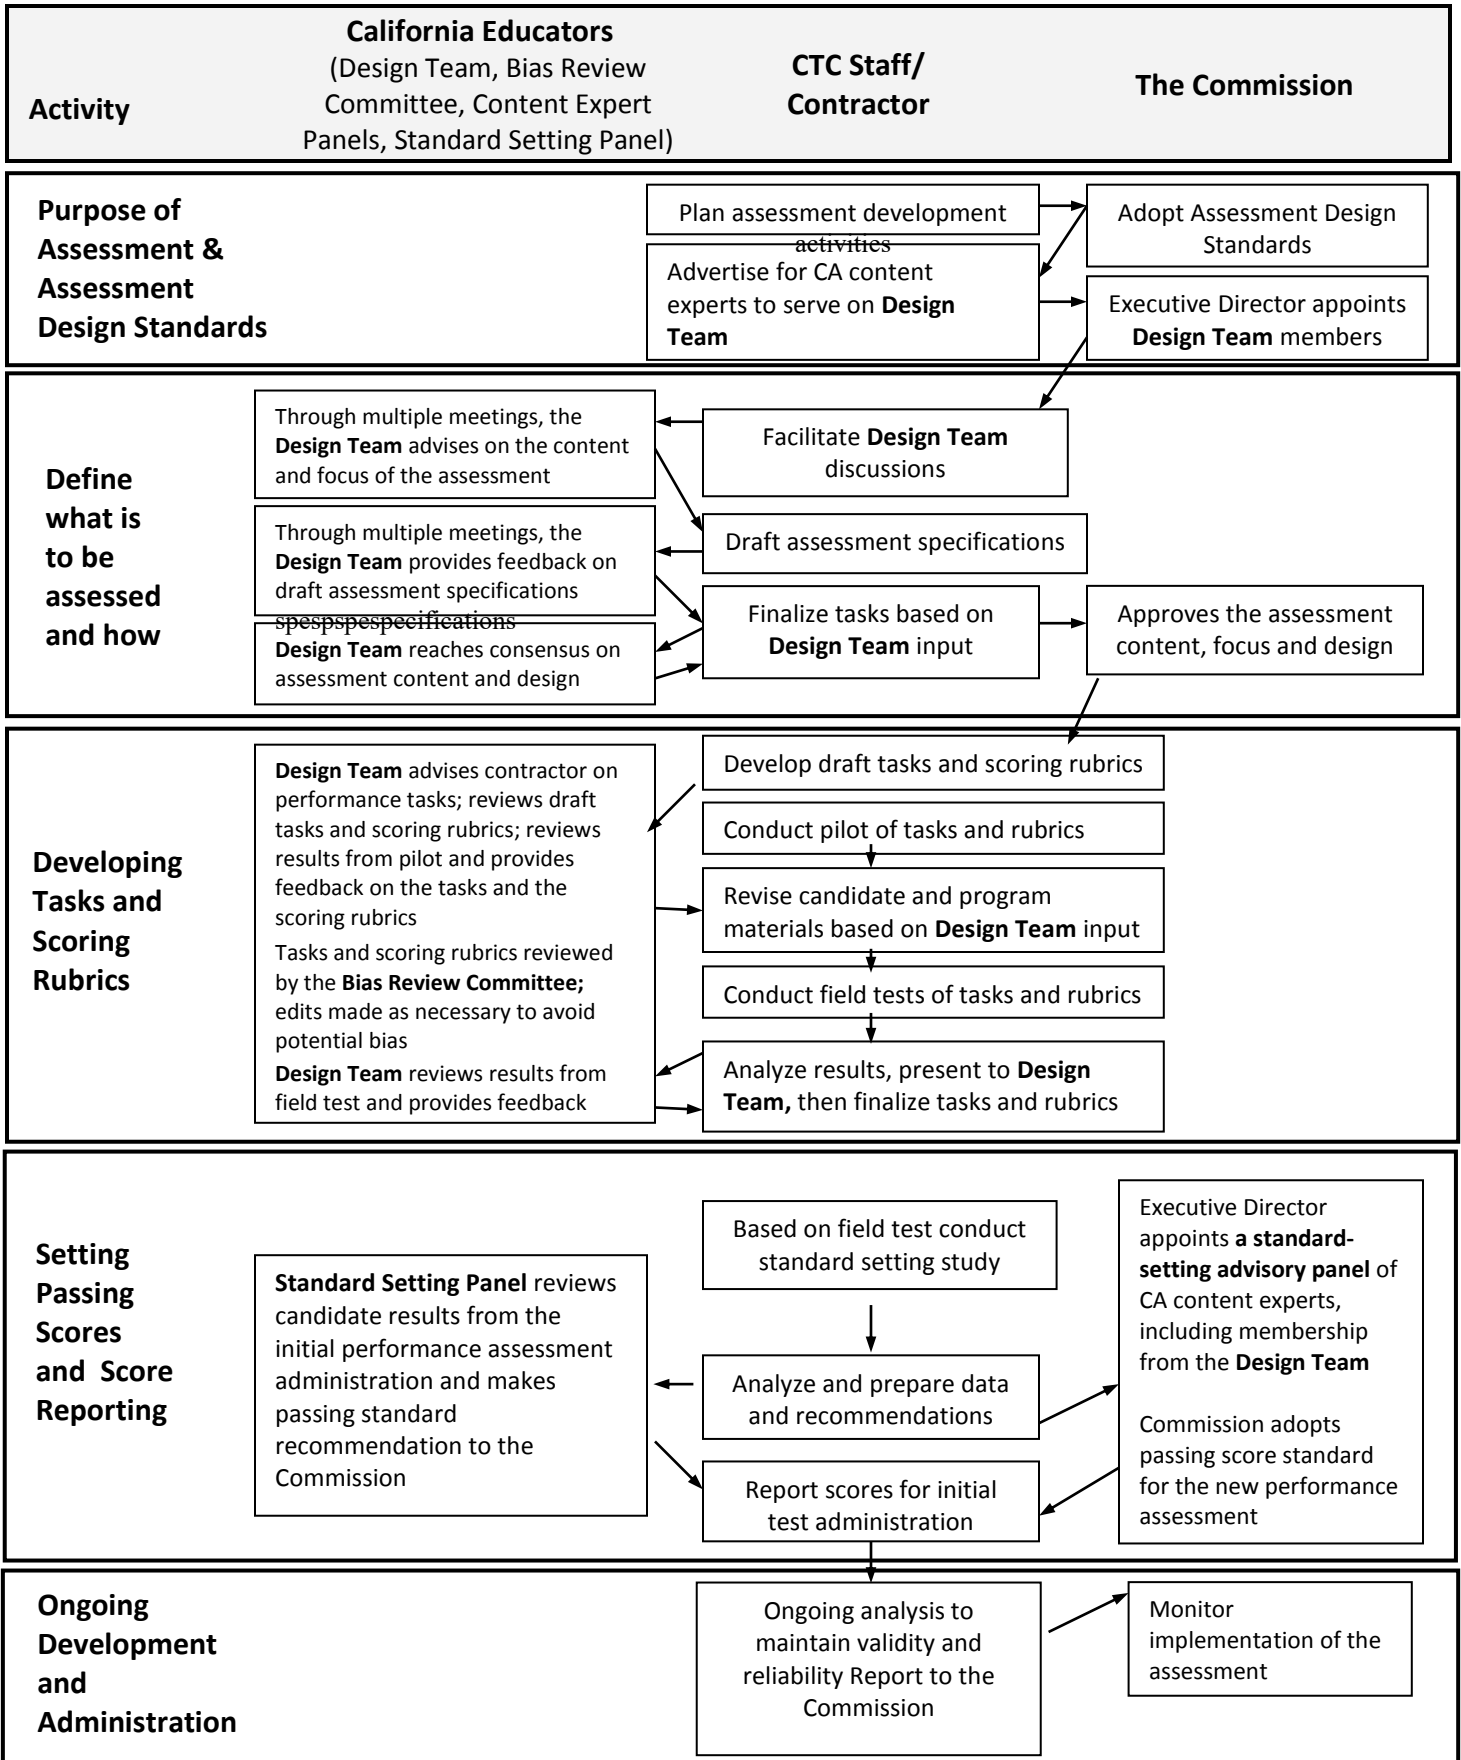 Activity
California Educators
(Design Team, Bias Review
Committee, Content Expert
Panels, Standard Setting Panel)
CTC Staff/
Contractor
The Commission
Purpose of
Assessment &
Assessment
Design Standards
Plan assessment development
activities
Adopt Assessment Design
Standards
Advertise for CA content
experts to serve on Design
Team
Executive Director appoints
Design Team members
Define
what is
to be
assessed
and how
Through multiple meetings, the
Design Team advises on the content
and focus of the assessment
Facilitate Design Team
discussions
Through multiple meetings, the
Design Team provides feedback on
draft assessment specifications
spespspespecifications
Draft assessment specifications
Design Team reaches consensus on
assessment content and design
Finalize tasks based on
Design Team input
Approves the assessment
content, focus and design
Developing
Tasks and
Scoring
Rubrics
Design Team advises contractor on
performance tasks; reviews draft
tasks and scoring rubrics; reviews
results from pilot and provides
feedback on the tasks and the
scoring rubrics
Tasks and scoring rubrics reviewed
by the Bias Review Committee;
edits made as necessary to avoid
potential bias
Design Team reviews results from
field test and provides feedback
Develop draft tasks and scoring rubrics
Conduct pilot of tasks and rubrics
Revise candidate and program
materials based on Design Team input
Conduct field tests of tasks and rubrics
Analyze results, present to Design
Team, then finalize tasks and rubrics
Setting
Passing
Scores
and Score
Reporting
Standard Setting Panel reviews
candidate results from the
initial performance assessment
administration and makes
passing standard
recommendation to the
Commission
Based on field test conduct
standard setting study
Analyze and prepare data
and recommendations
Report scores for initial
test administration
Executive Director
appoints a standard-
setting advisory panel of
CA content experts,
including membership
from the Design Team
Commission adopts
passing score standard
for the new performance
assessment
Ongoing
Development
and
Administration
Ongoing analysis to
maintain validity and
reliability Report to the
Commission
Monitor
implementation of the
assessment